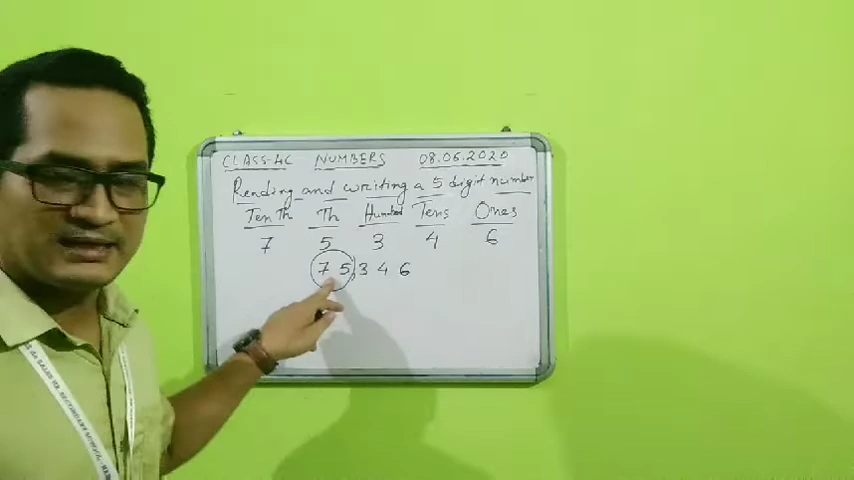 CLASS-4C NUMBERS 08.06.2020
Reading and writing a 5 digit number
Ten Th Th Hundred Tens Ones
7 5 3 4 6
75,346